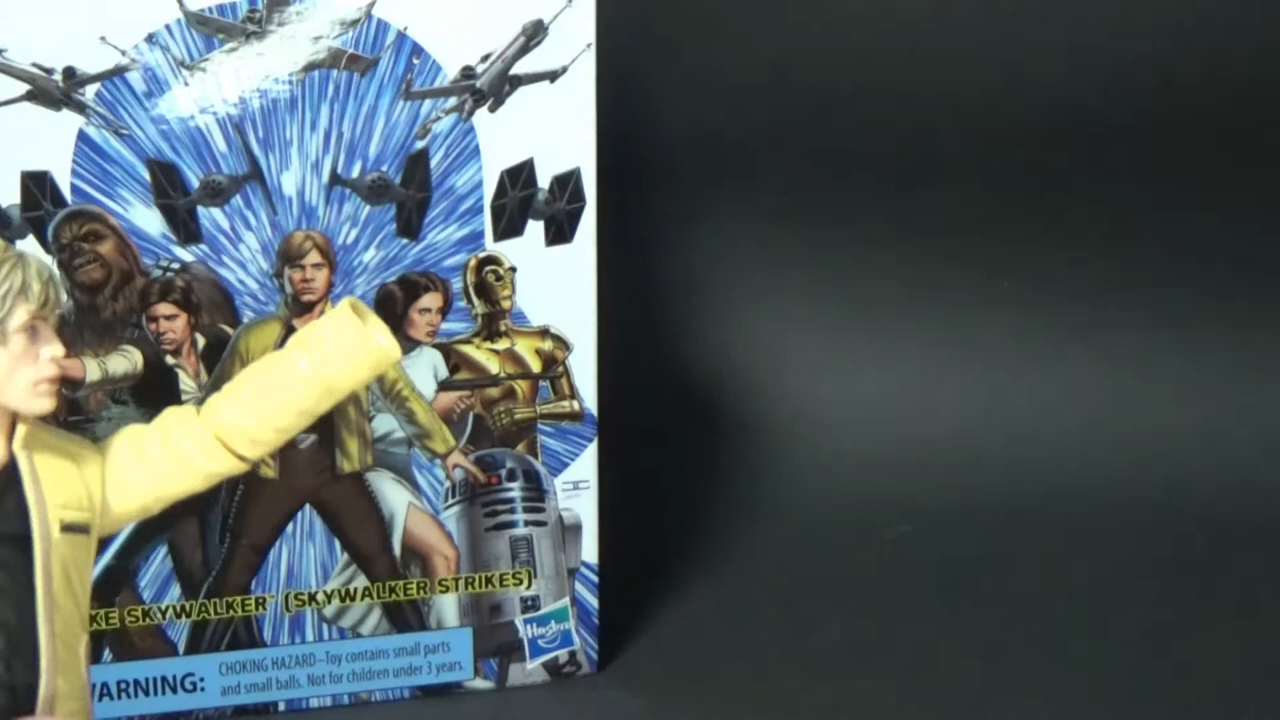 KE SKYWALKER™ (SKYWALKER STRIKES)
Hasbro
WARNING: CHOKING HAZARD–Toy contains small parts
and small balls. Not for children under 3 years.